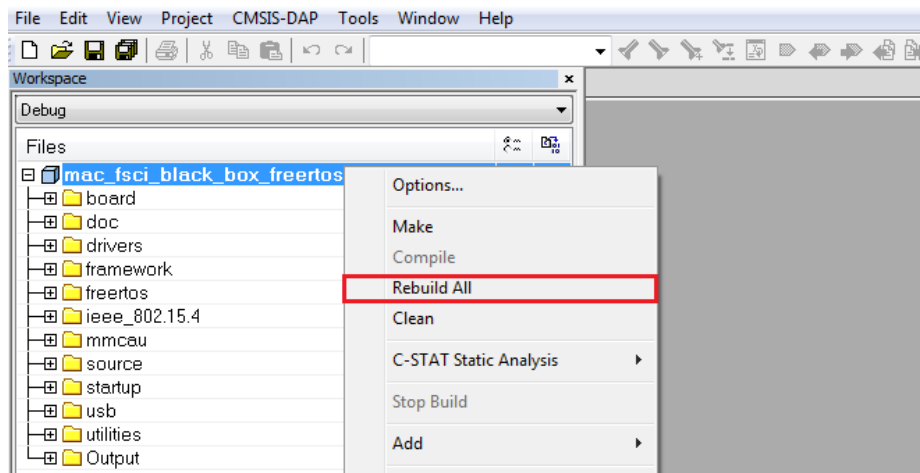 File Edit View Project CMSIS-DAP Tools Window Help
Workspace x
Debug
Files
mac_fsci_black_box_freertos
board
doc
drivers
framework
freertos
ieee_802.15.4
mmcau
source
startup
usb
utilities
Output
Options...
Make
Compile
Rebuild All
Clean
C-STAT Static Analysis
Stop Build
Add